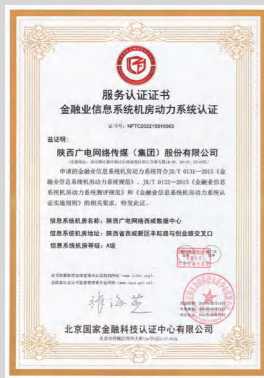 服务认证证书
金融业信息系统机房动力系统认证
证书号：NFTC202215010003
兹证明：
陕西广电网络传媒（集团）股份有限公司
申请的金融业信息系统机房动力系统符合JR/T 0131—2015《金
融业信息系统机房动力系统规范》、JR/T 0132—2015《金融业信息系
统机房动力系统测评规范》和《金融业信息系统机房动力系统认
证实施规则》的相关要求，特发此证。
信息系统机房名称：陕西广电网络西咸数据中心
信息系统机房地址：陕西省西咸新区丰耘路与创业路交叉口
信息系统机房等级：A级
北京国家金融科技认证中心有限公司